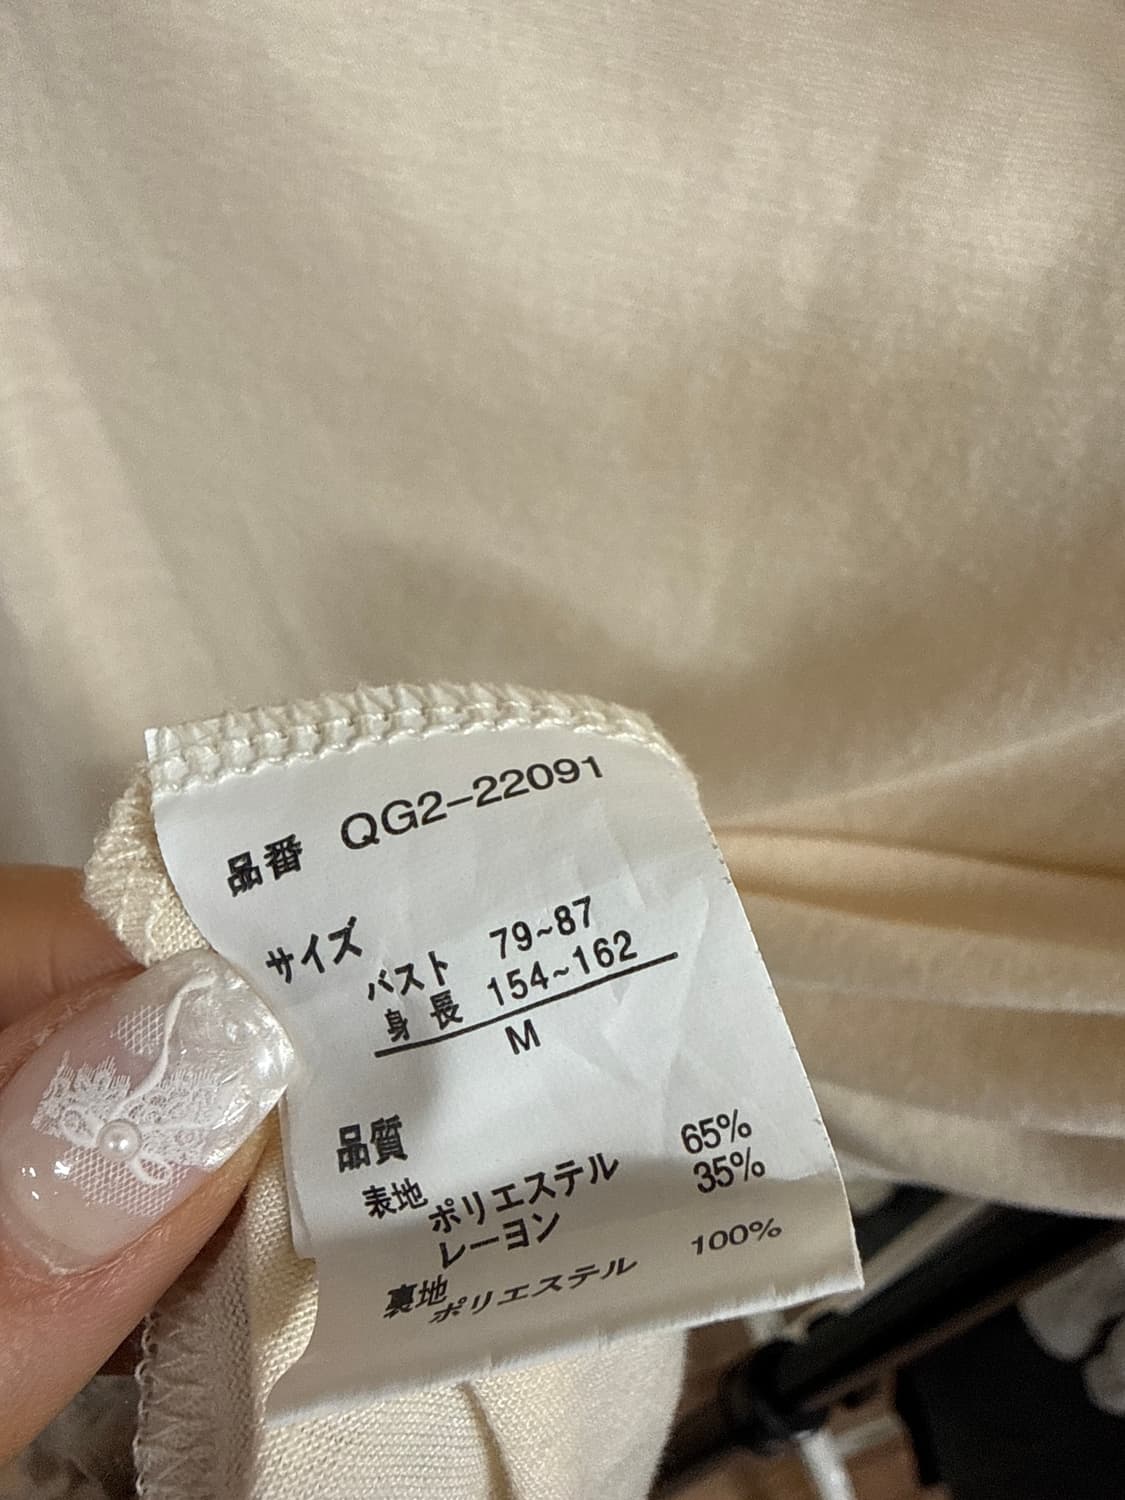 品番 QG2-22091
サイズ
バスト 79~87
身長 154~162
M
品質
表地
ポリエステル 65%
レーヨン 35%
裏地
ポリエステル 100%